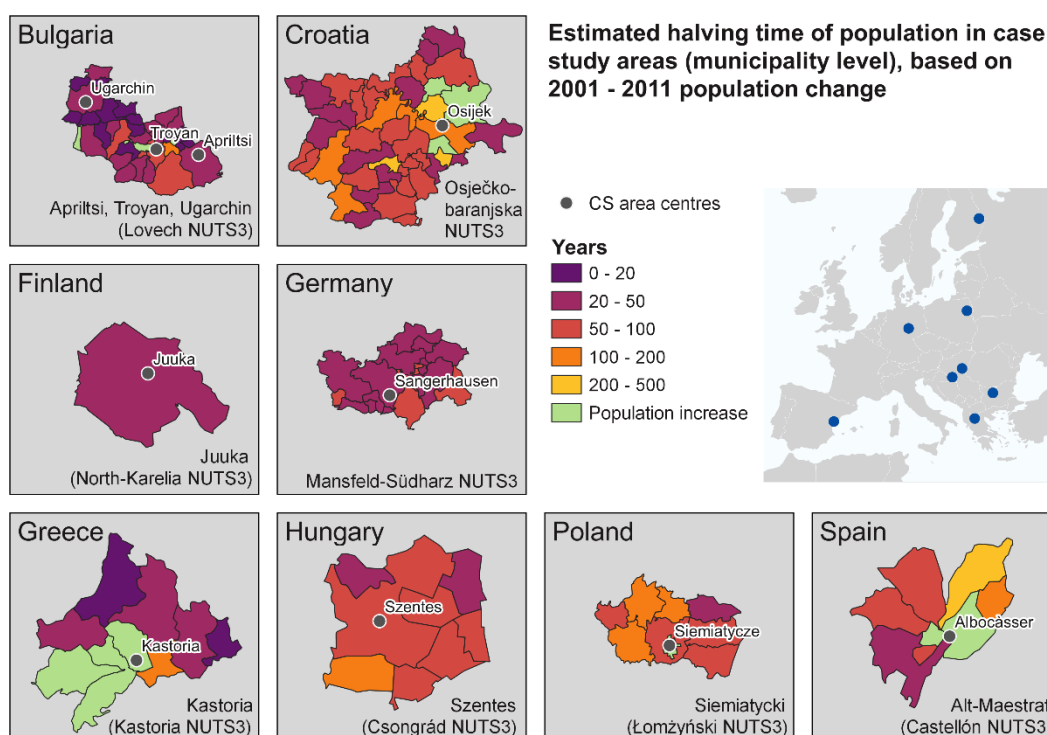 Bulgaria
Ugarchin
Troyan
Apriltsi
Apriltsi, Troyan, Ugarchin
(Lovech NUTS3)
Croatia
Osijek
Osječko-
baranjska
NUTS3
Estimated halving time of population in case
study areas (municipality level), based on
2001 - 2011 population change
CS area centres
Years
0 - 20
20 - 50
50 - 100
100 - 200
200 - 500
Population increase
Finland
Juuka
Juuka
(North-Karelia NUTS3)
Germany
Sangerhausen
Mansfeld-Südharz NUTS3
Greece
Kastoria
Kastoria
(Kastoria NUTS3)
Hungary
Szentes
Szentes
(Csongrád NUTS3)
Poland
Siemiatycze
Siemiatycki
(Łomżyński NUTS3)
Spain
Albocàsser
Alt-Maestrat
(Castellón NUTS3)